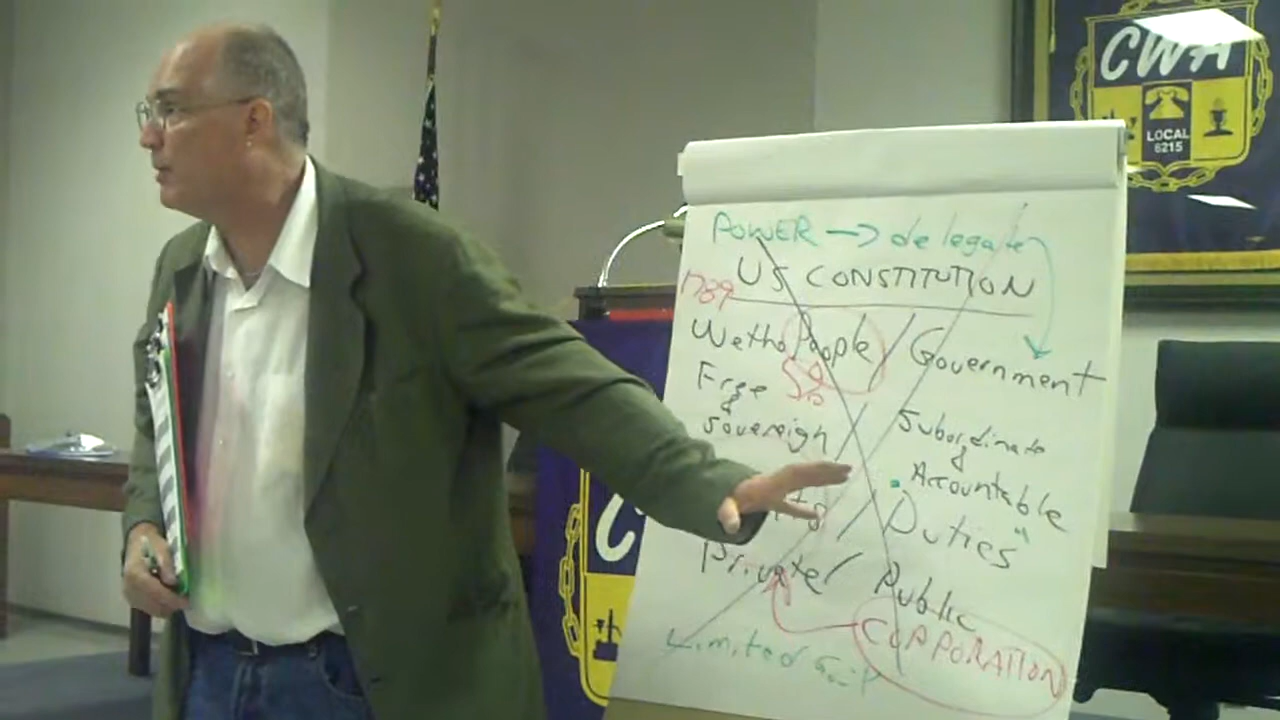 POWER → delegate
US CONSTITUTION
1789
We the People / Government
Free
&
Sovereign
Subordinate
&
Accountable
Duties"
Private / Public
CORPORATION
Limited
CWA
LOCAL
6215
C